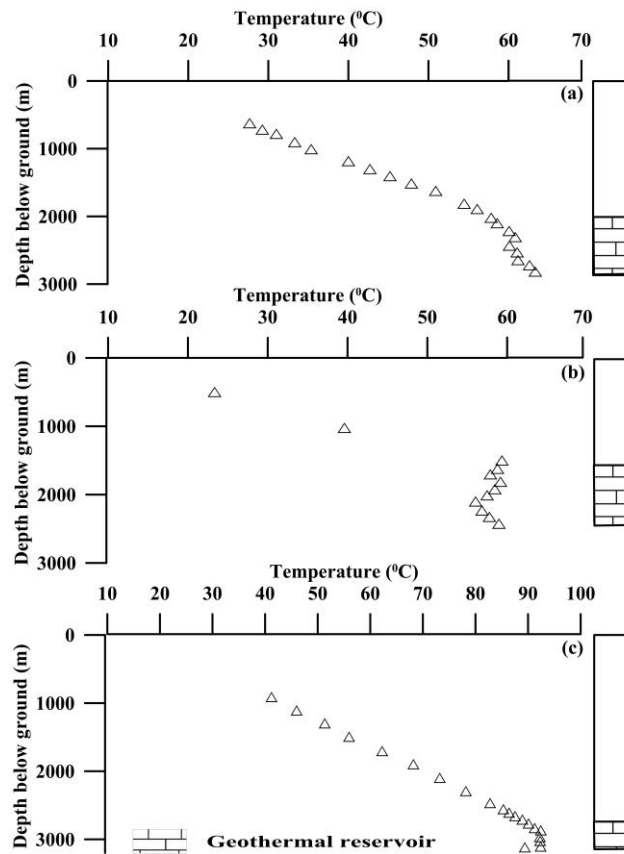 Temperature (⁰C)
10 20 30 40 50 60 70
0
(a)
1000
2000
3000
Depth below ground (m)
Temperature (⁰C)
10 20 30 40 50 60 70
0
(b)
1000
2000
3000
Depth below ground (m)
Temperature (⁰C)
10 20 30 40 50 60 70 80 90 100
0
(c)
1000
2000
3000
Depth below ground (m)
Geothermal reservoir